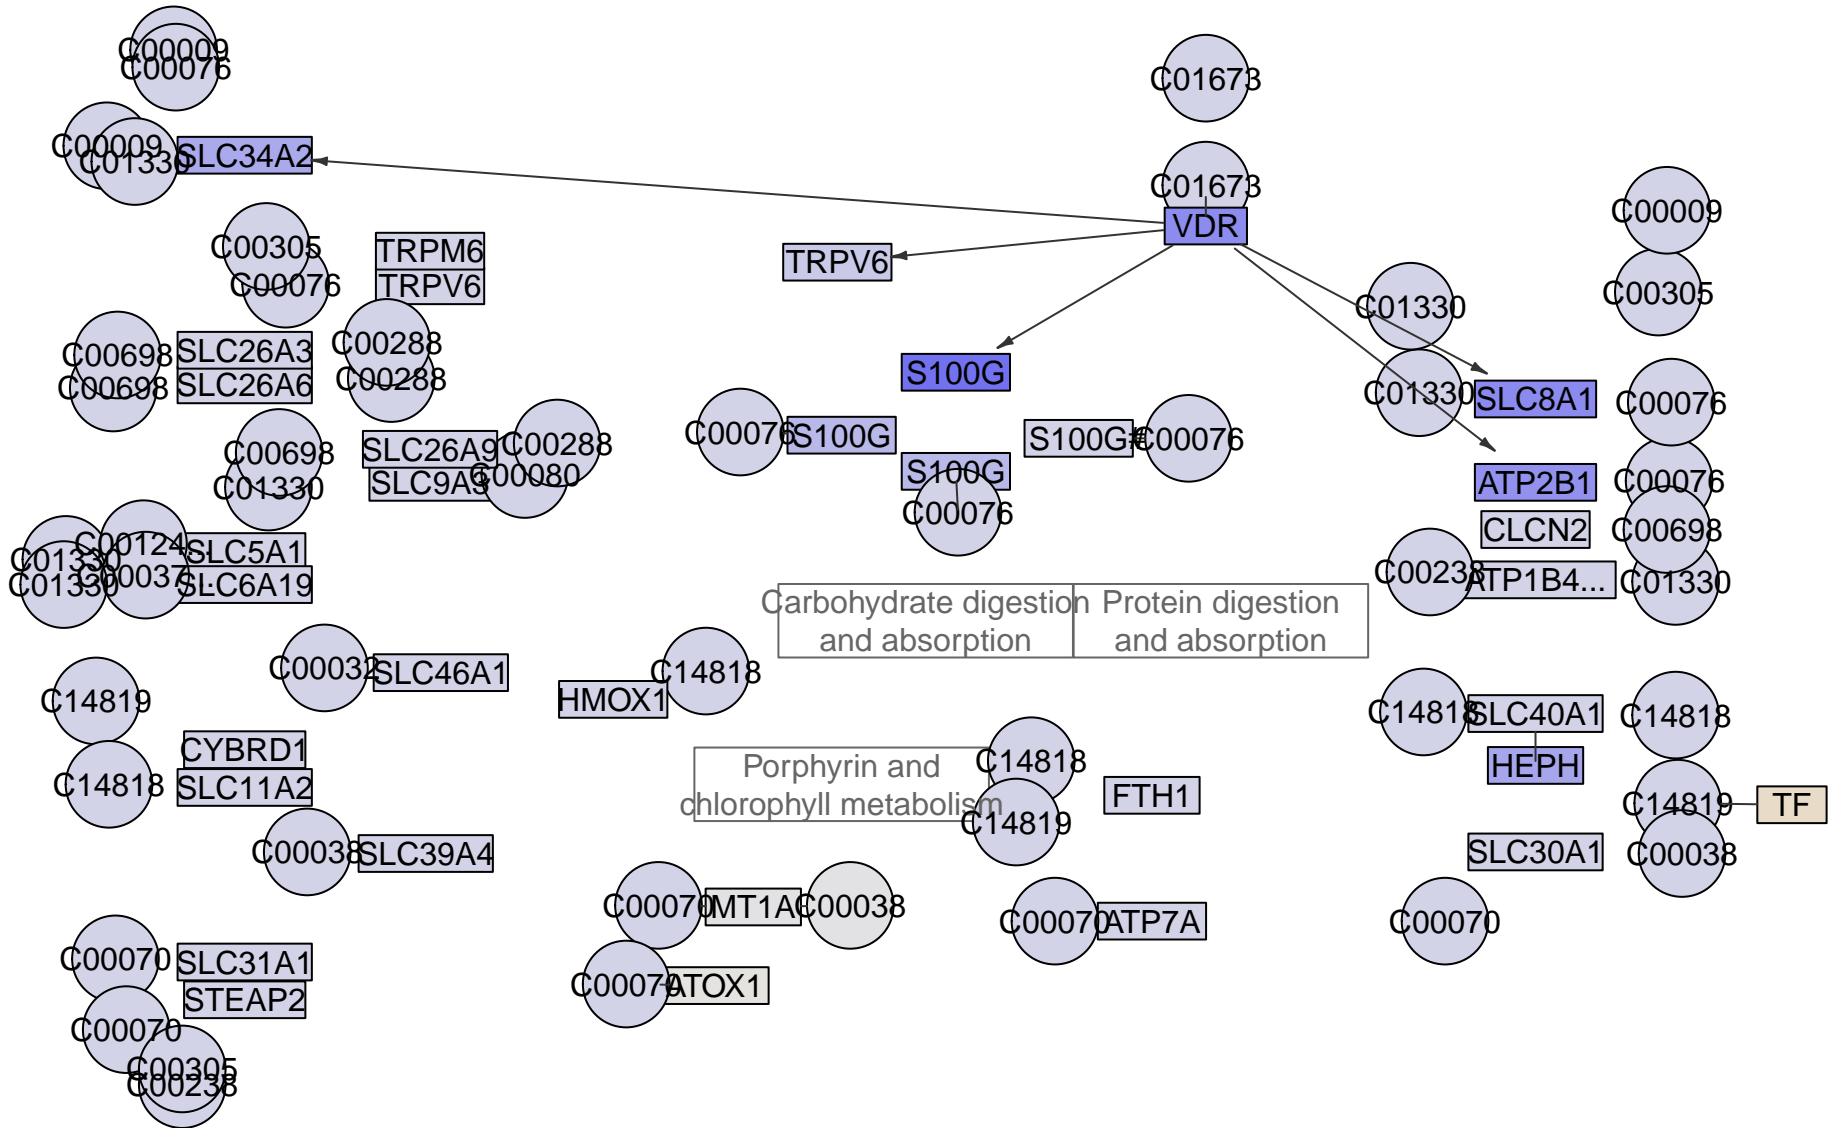 C00009
C00076
C01673
C00009
C01330
SLC34A2
C01673
VDR
C00009
C00305
C00076
TRPM6
TRPV6
TRPV6
C01330
C00305
C00698
C00698
SLC26A3
SLC26A6
C00288
C00288
S100G
C01330
SLC8A1
C00076
C00698
C01330
SLC26A9
SLC9A3
C00288
C00080
C00076
S100G
S100G
C00076
S100G#
C00076
ATP2B1
C00076
CLCN2
C00698
C01330
C01330
C00124...
C00037...
SLC5A1
SLC6A19
C00238
ATP1B4...
C01330
Carbohydrate digestion
and absorption
Protein digestion
and absorption
C00032
SLC46A1
HMOX1
C14818
C14819
C14818
SLC40A1
C14818
HEPH
CYBRD1
SLC11A2
C14818
Porphyrin and
chlorophyll metabolism
C14818
C14819
FTH1
C14819
TF
C00038
SLC39A4
SLC30A1
C00038
C00070
MT1A
C00038
C00070
ATP7A
C00070
C00070
SLC31A1
STEAP2
C00070
ATOX1
C00070
C00305
C00238